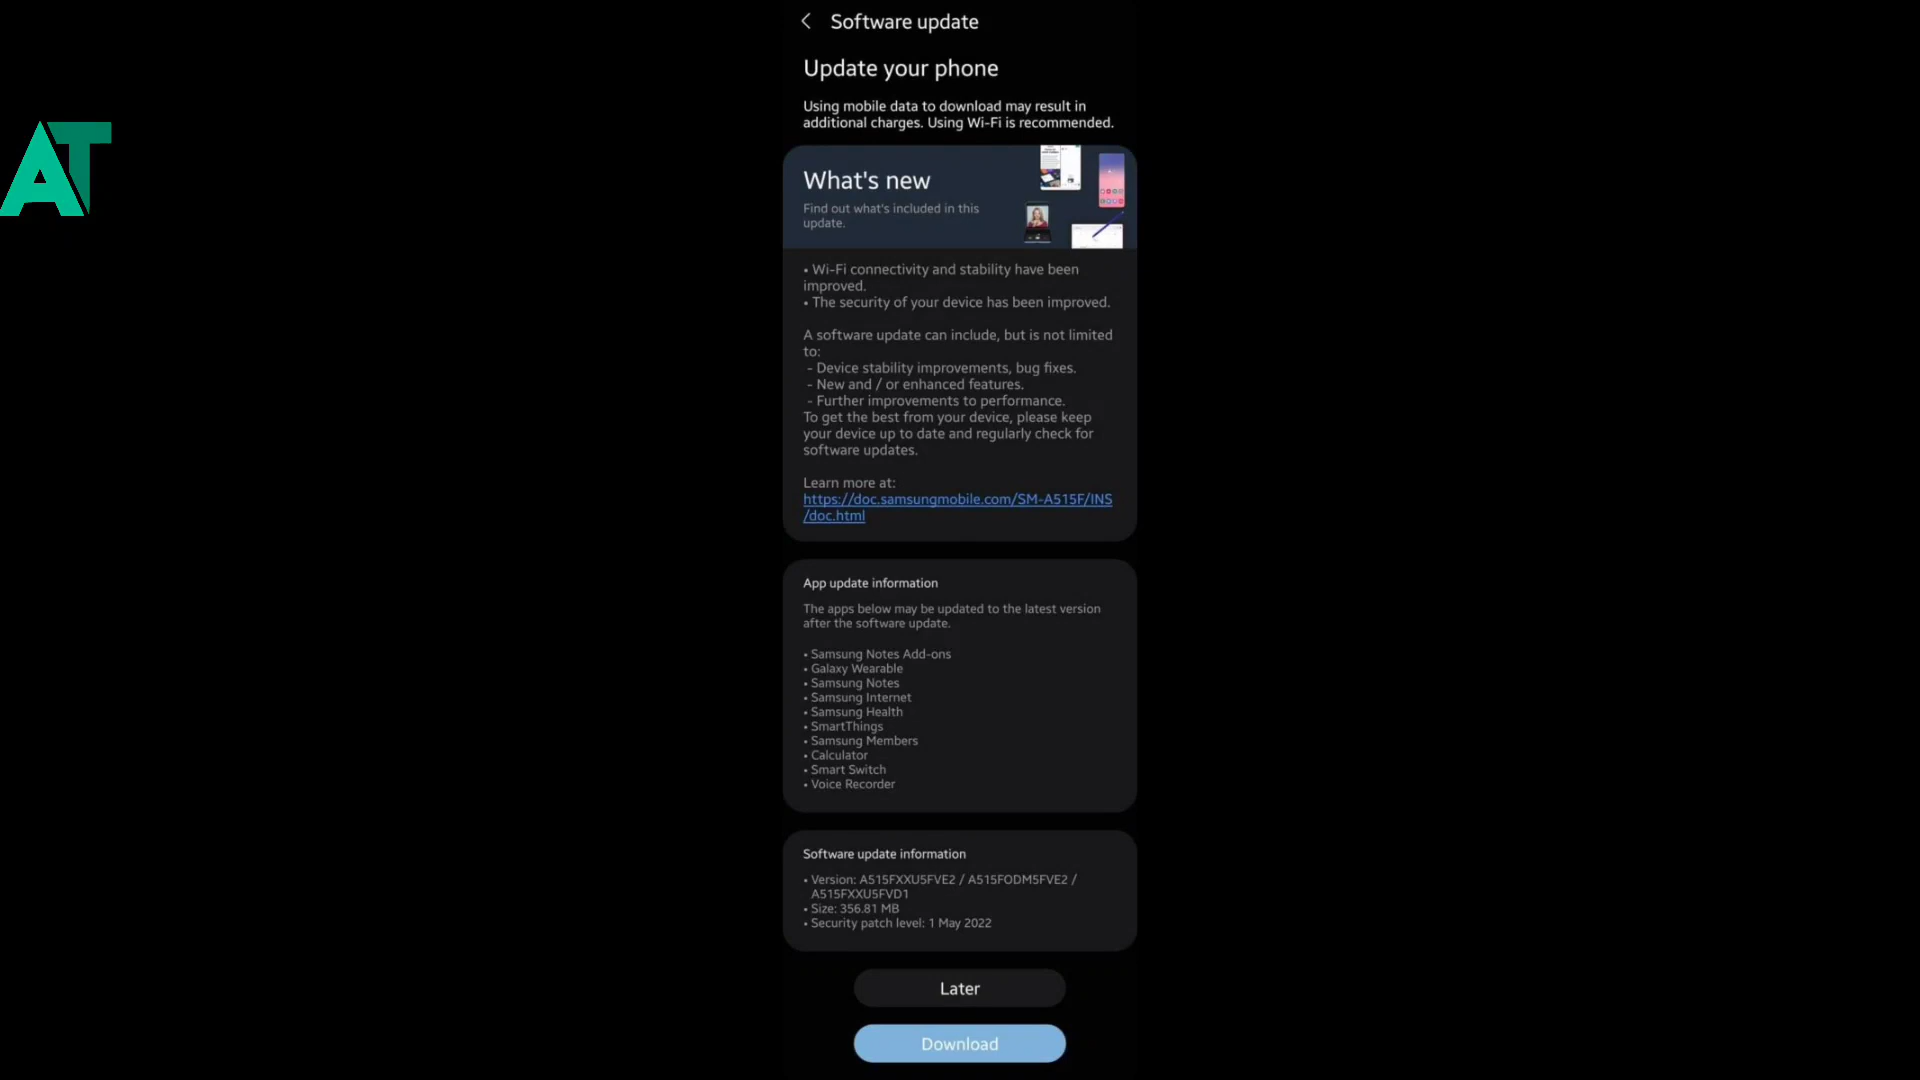 Software update
Update your phone
Using mobile data to download may result in
additional charges. Using Wi-Fi is recommended.
AT
What's new
Find out what's included in this
update.
• Wi-Fi connectivity and stability have been
improved.
• The security of your device has been improved.
A software update can include, but is not limited
to:
- Device stability improvements, bug fixes.
- New and / or enhanced features.
- Further improvements to performance.
To get the best from your device, please keep
your device up to date and regularly check for
software updates.
Learn more at:
https://doc.samsungmobile.com/SM-A515F/INS
/doc.html
App update information
The apps below may be updated to the latest version
after the software update.
• Samsung Notes Add-ons
• Galaxy Wearable
• Samsung Notes
• Samsung Internet
• Samsung Health
• SmartThings
• Samsung Members
• Calculator
• Smart Switch
• Voice Recorder
Software update information
• Version: A515FXXU5FVE2 / A515FODM5FVE2 /
A515FXXU5FVD1
• Size: 356.81 MB
• Security patch level: 1 May 2022
Later
Download